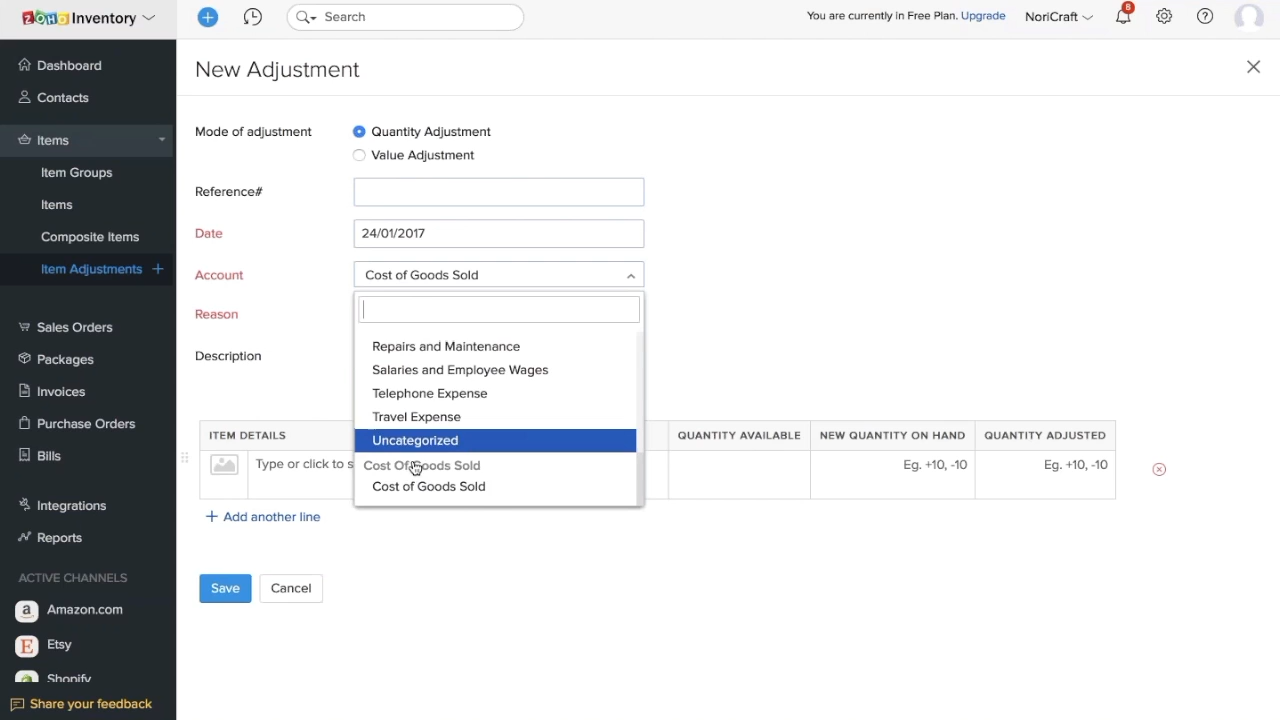 ZOHO Inventory
Search
You are currently in Free Plan. Upgrade
NoriCraft
8
Dashboard
Contacts
Items
Item Groups
Items
Composite Items
Item Adjustments +
Sales Orders
Packages
Invoices
Purchase Orders
Bills
Integrations
Reports
ACTIVE CHANNELS
a Amazon.com
E Etsy
Shopify
Share your feedback
New Adjustment
Mode of adjustment
Quantity Adjustment
Value Adjustment
Reference#
Date
24/01/2017
Account
Cost of Goods Sold
Reason
Description
Repairs and Maintenance
Salaries and Employee Wages
Telephone Expense
Travel Expense
Uncategorized
Cost Of Goods Sold
Cost of Goods Sold
ITEM DETAILS
QUANTITY AVAILABLE
NEW QUANTITY ON HAND
QUANTITY ADJUSTED
Type or click to s
Eg. +10, -10
Eg. +10, -10
+ Add another line
Save
Cancel